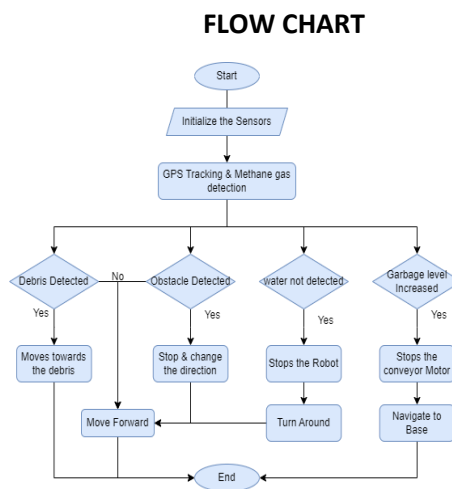 FLOW CHART
Start
Initialize the Sensors
GPS Tracking & Methane gas
detection
Debris Detected
No
Obstacle Detected
water not detected
Garbage level
Increased
Yes
Yes
Yes
Yes
Moves towards
the debris
Stop & change
the direction
Stops the Robot
Stops the
conveyor Motor
Move Forward
Turn Around
Navigate to
Base
End